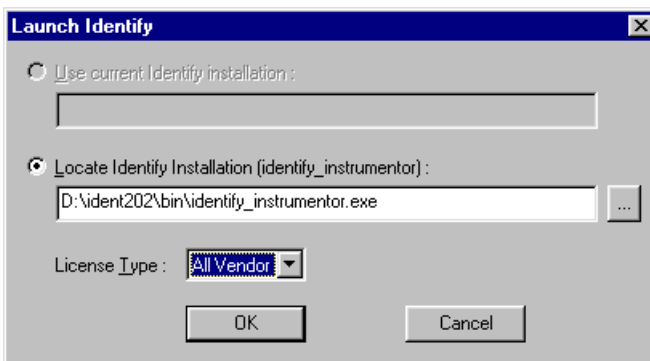 Launch Identify
Use current Identify installation :
Locate Identify Installation (identify_instrumentor) :
D:\ident202\bin\identify_instrumentor.exe
...
License Type : All Vendor
OK Cancel